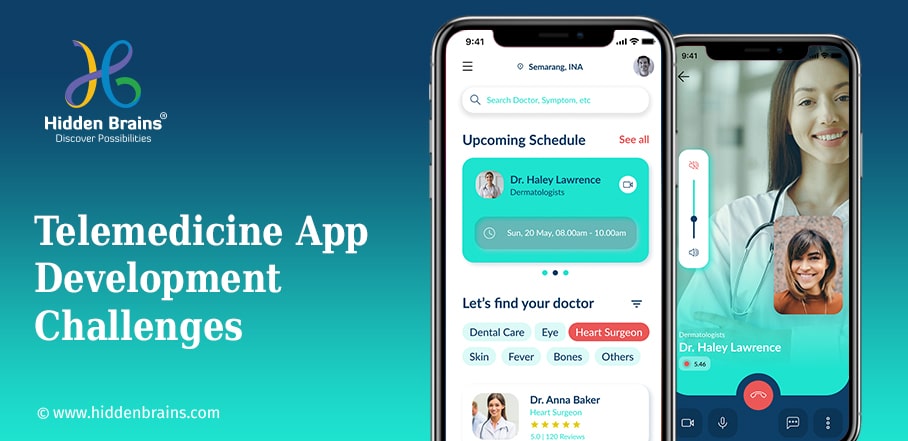 Hidden Brains®
Discover Possibilities
Telemedicine App
Development
Challenges
© www.hiddenbrains.com
9:41
Semarang, INA
Search Doctor, Symptom, etc
Upcoming Schedule
See all
Dr. Haley Lawrence
Dermatologists
Sun, 20 May, 08.00am - 10.00am
Let's find your doctor
Dental Care
Eye
Heart Surgeon
Skin
Fever
Bones
Others
Dr. Anna Baker
Heart Surgeon
5.0 | 120 Reviews
9:41
Dermatologists
Dr. Haley Lawrence
5.46